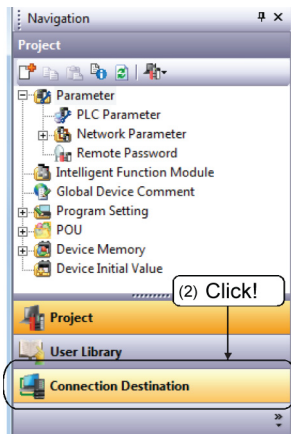 Navigation
Project
Parameter
PLC Parameter
Network Parameter
Remote Password
Intelligent Function Module
Global Device Comment
Program Setting
POU
Device Memory
Device Initial Value
(2) Click!
Project
User Library
Connection Destination